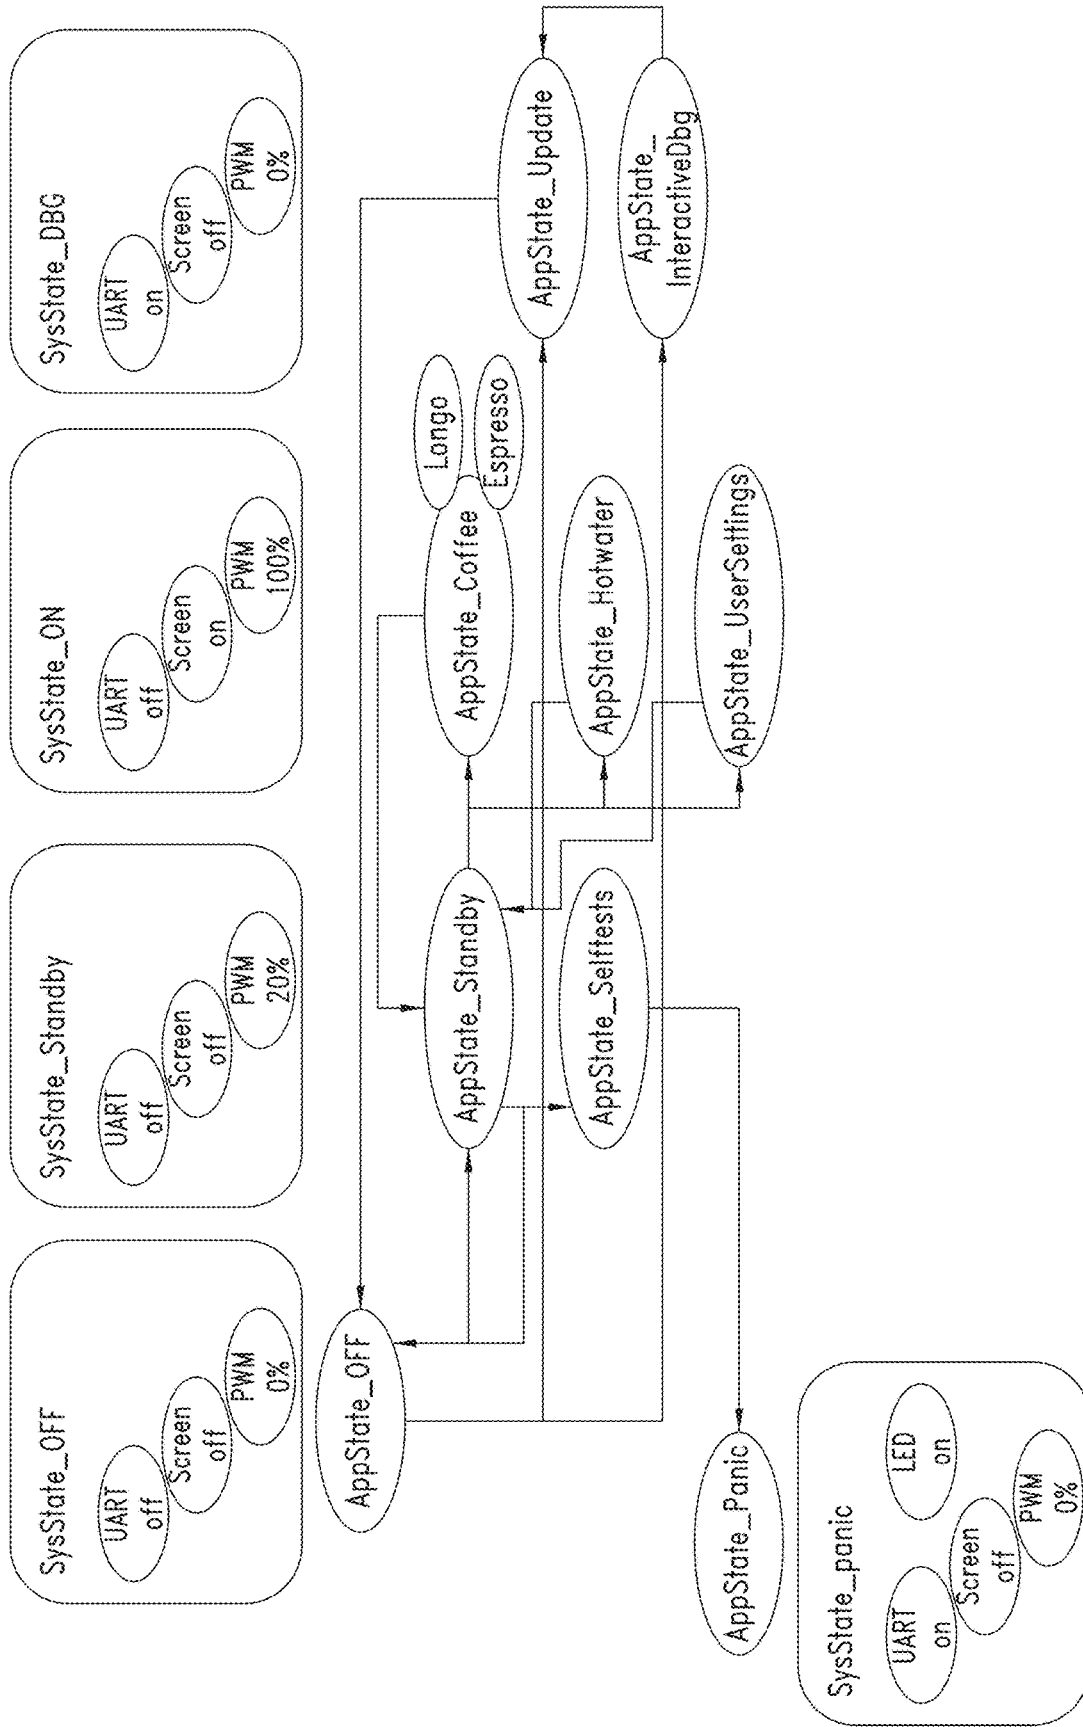 SysState_OFF
UART
off
Screen
off
PWM
0%
SysState_Standby
UART
off
Screen
off
PWM
20%
SysState_ON
UART
off
Screen
on
PWM
100%
SysState_DBG
UART
on
Screen
off
PWM
0%
AppState_OFF
AppState_Standby
AppState_Coffee
Longo
Espresso
AppState_Update
AppState_Selftests
AppState_Hotwater
AppState_
InteractiveDbg
AppState_UserSettings
AppState_Panic
SysState_panic
UART
on
LED
on
Screen
off
PWM
0%